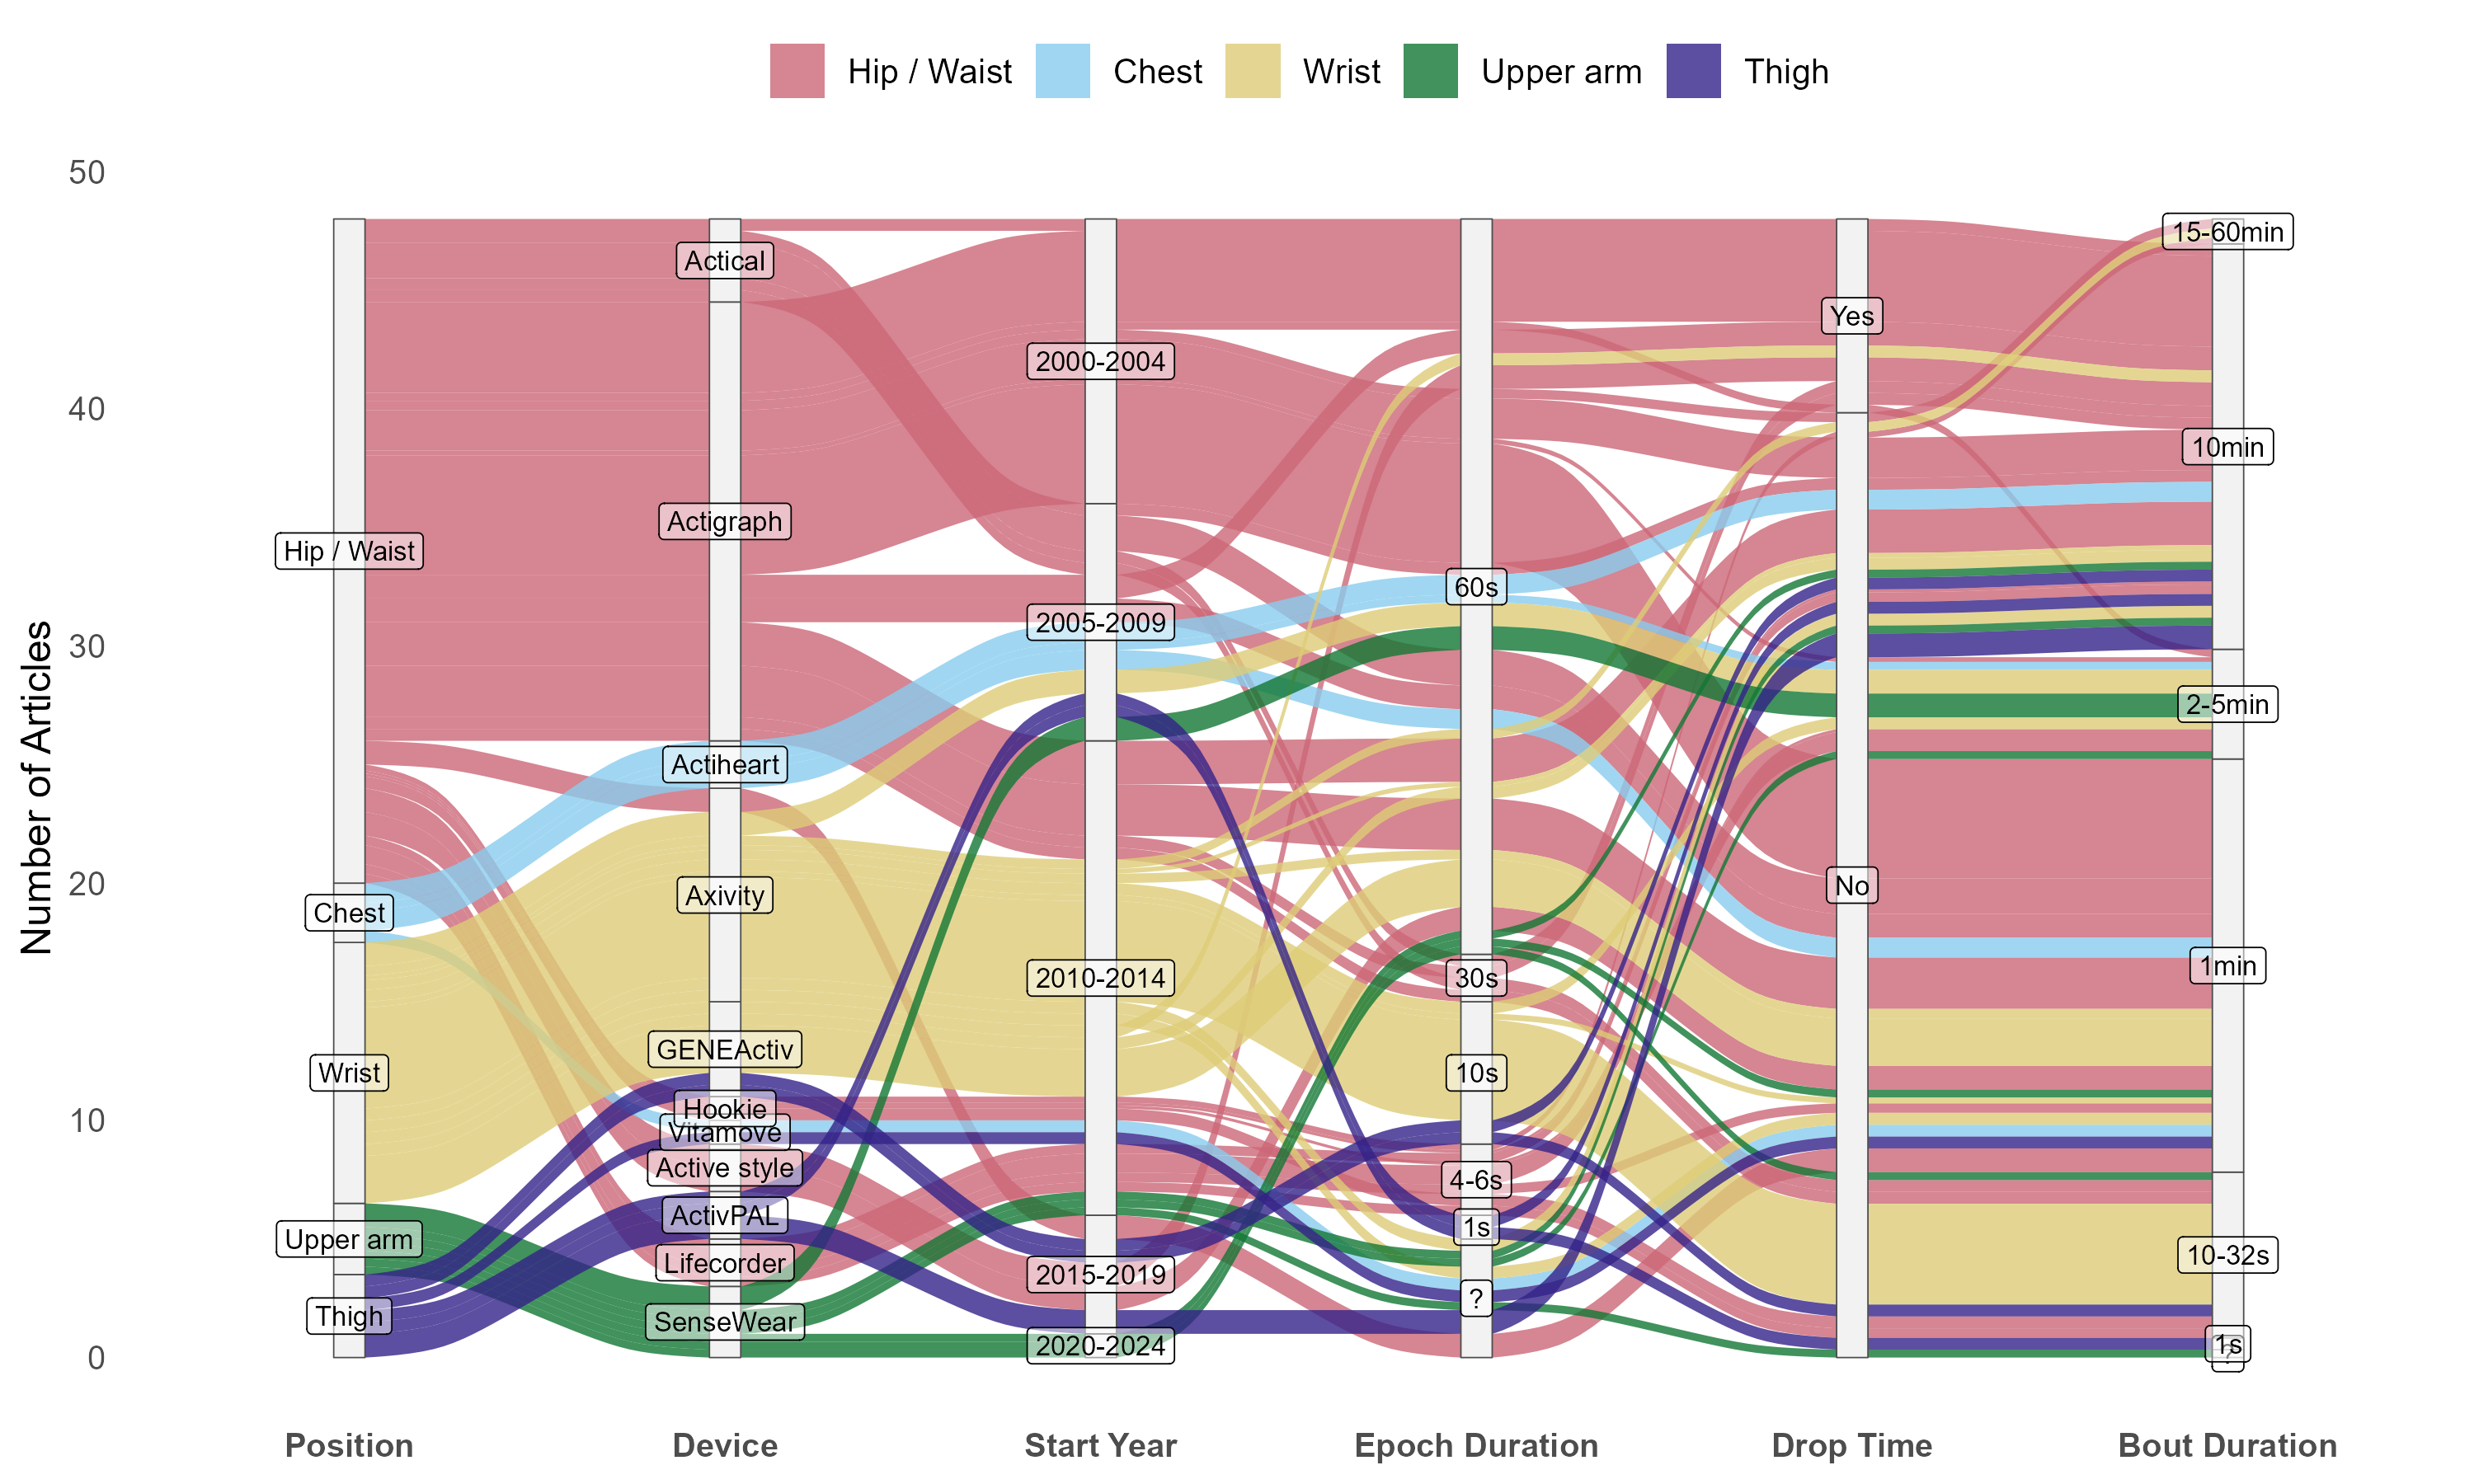 Hip / Waist
Chest
Wrist
Upper arm
Thigh
50
40
30
20
10
0
Number of Articles
Hip / Waist
Chest
Wrist
Upper arm
Thigh
Actical
Actigraph
Actiheart
Axivity
GENEActiv
Hookie
Vitamove
Active style
ActivPAL
Lifecorder
SenseWear
2000-2004
2005-2009
2010-2014
2015-2019
2020-2024
60s
30s
10s
4-6s
1s
?
Yes
No
15-60min
10min
2-5min
1min
10-32s
1s
?
Position
Device
Start Year
Epoch Duration
Drop Time
Bout Duration